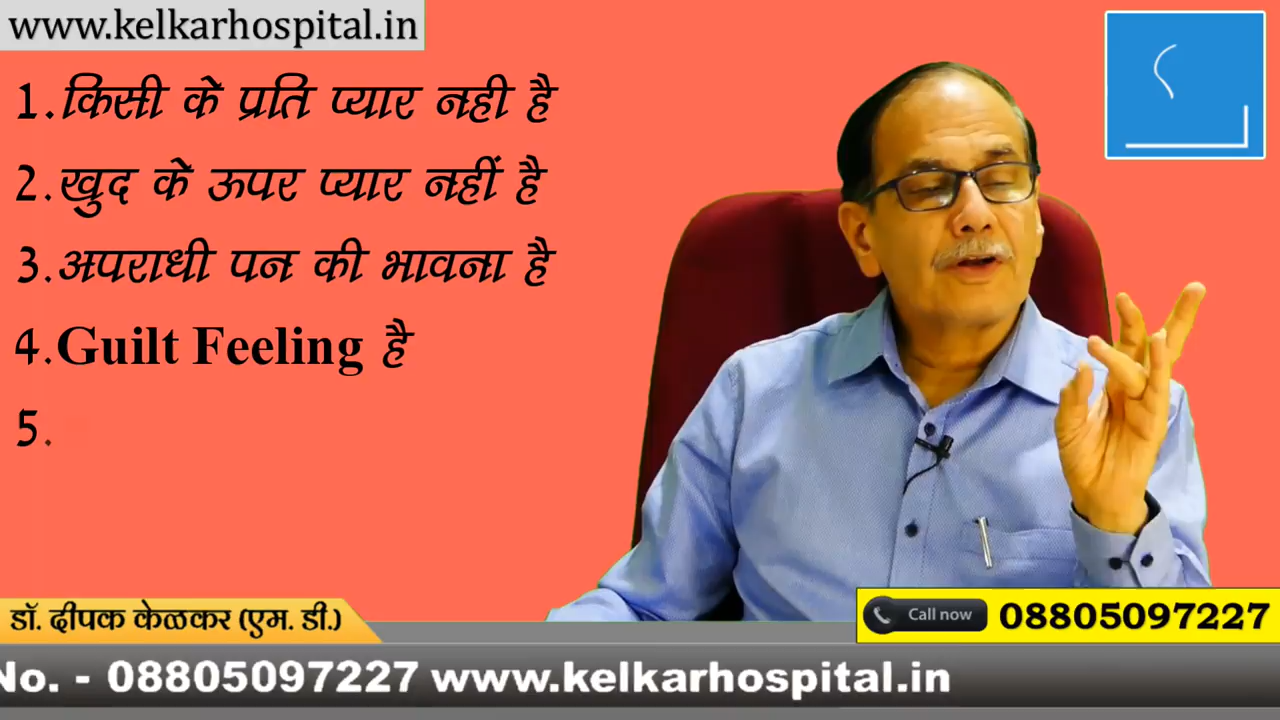 www.kelkarhospital.in
1.किसी के प्रति प्यार नही है
2.खुद के ऊपर प्यार नहीं है
3.अपराधी पन की भावना है
4.Guilt Feeling है
5.
डॉ. दीपक केळकर (एम. डी.)
Call now 08805097227
No. - 08805097227 www.kelkarhospital.in